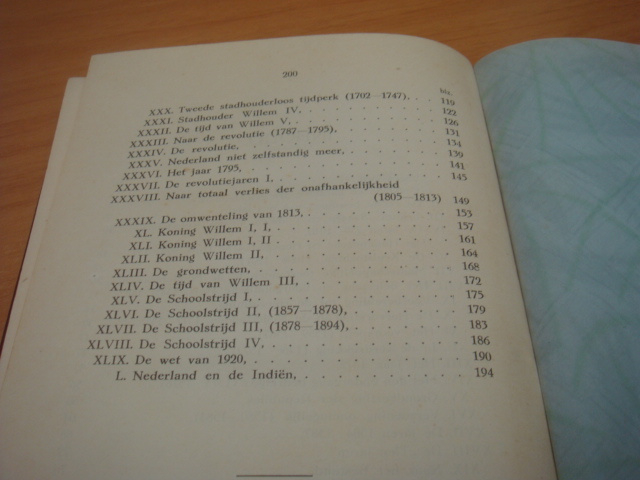 200
blz.
XXX. Tweede stadhouderloos tijdperk (1702—1747), . . 119
XXXI. Stadhouder Willem IV, . . . . . . . . 122
XXXII. De tijd van Willem V, . . . . . . . . 126
XXXIII. Naar de revolutie (1787—1795), . . . . . . 131
XXXIV. De revolutie, . . . . . . . . . . 134
XXXV. Nederland niet zelfstandig meer, . . . . . . 139
XXXVI. Het jaar 1795, . . . . . . . . . . 141
XXXVII. De revolutiejaren I, . . . . . . . . . 145
XXXVIII. Naar totaal verlies der onafhankelijkheid
(1805—1813) 149
XXXIX. De omwenteling van 1813, . . . . . . . 153
XL. Koning Willem I, I, . . . . . . . . . 157
XLI. Koning Willem I, II . . . . . . . . . 161
XLII. Koning Willem II, . . . . . . . . . 164
XLIII. De grondwetten, . . . . . . . . . . 168
XLIV. De tijd van Willem III, . . . . . . . . 172
XLV. De Schoolstrijd I, . . . . . . . . . . 175
XLVI. De Schoolstrijd II, (1857—1878), . . . . . . 179
XLVII. De Schoolstrijd III, (1878—1894), . . . . . . 183
XLVIII. De Schoolstrijd IV, . . . . . . . . . 186
XLIX. De wet van 1920, . . . . . . . . . . 190
L. Nederland en de Indiën, . . . . . . . . 194